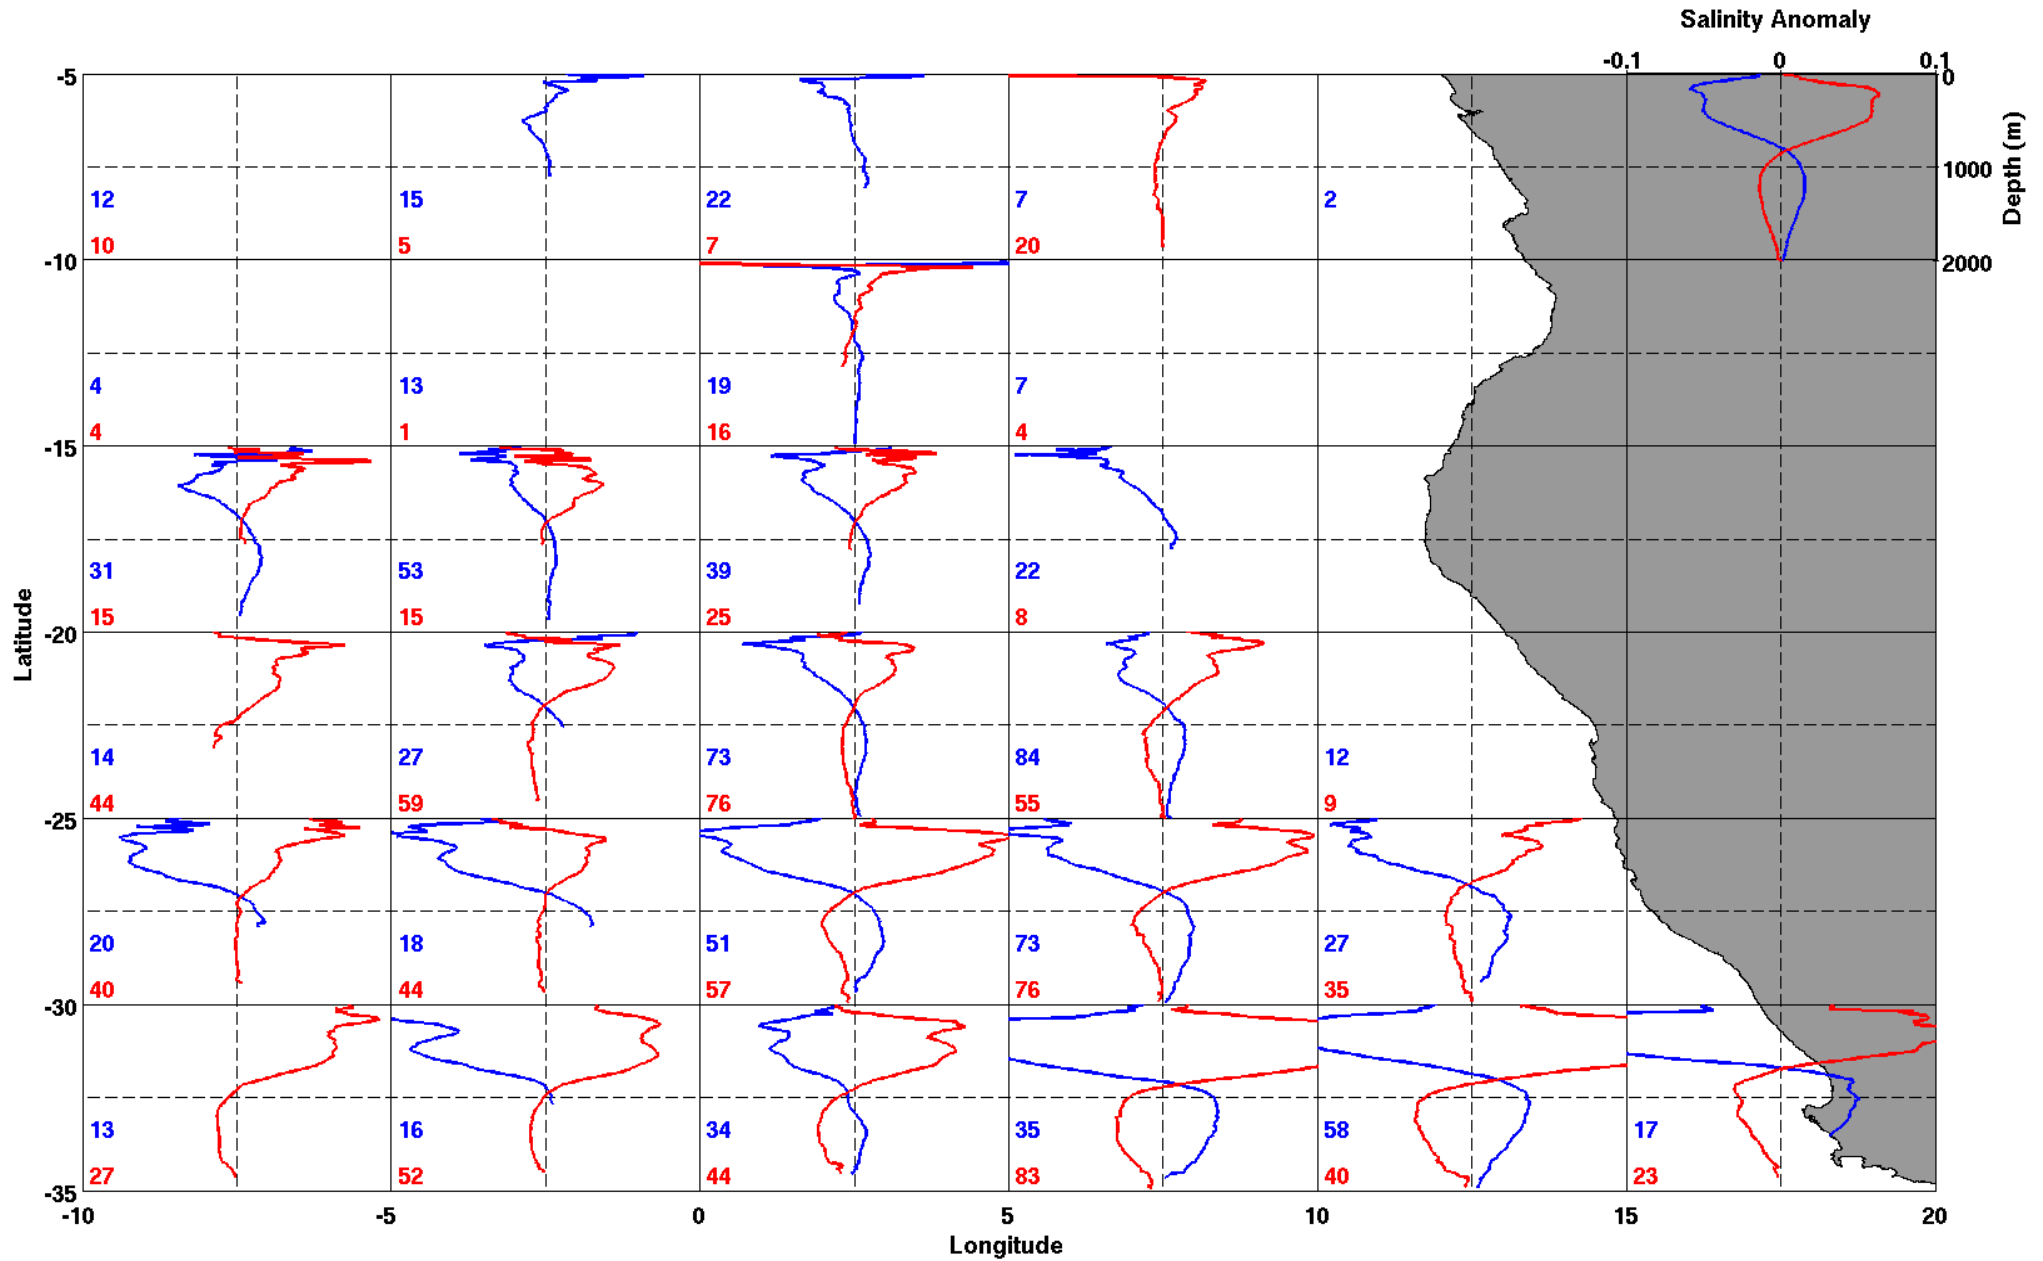 Salinity Anomaly
-0.1 0 0.1
-5 0
1000
12 15 22 7 2
Depth (m)
10 5 7 20
-10 2000
4 13 19 7
4 1 16 4
-15
31 53 39 22
15 15 25 8
Latitude
-20
14 27 73 84 12
44 59 76 55 9
-25
20 18 51 73 27
40 44 57 76 35
-30
13 16 34 35 58 17
27 52 44 83 40 23
-35
-10 -5 0 5 10 15 20
Longitude